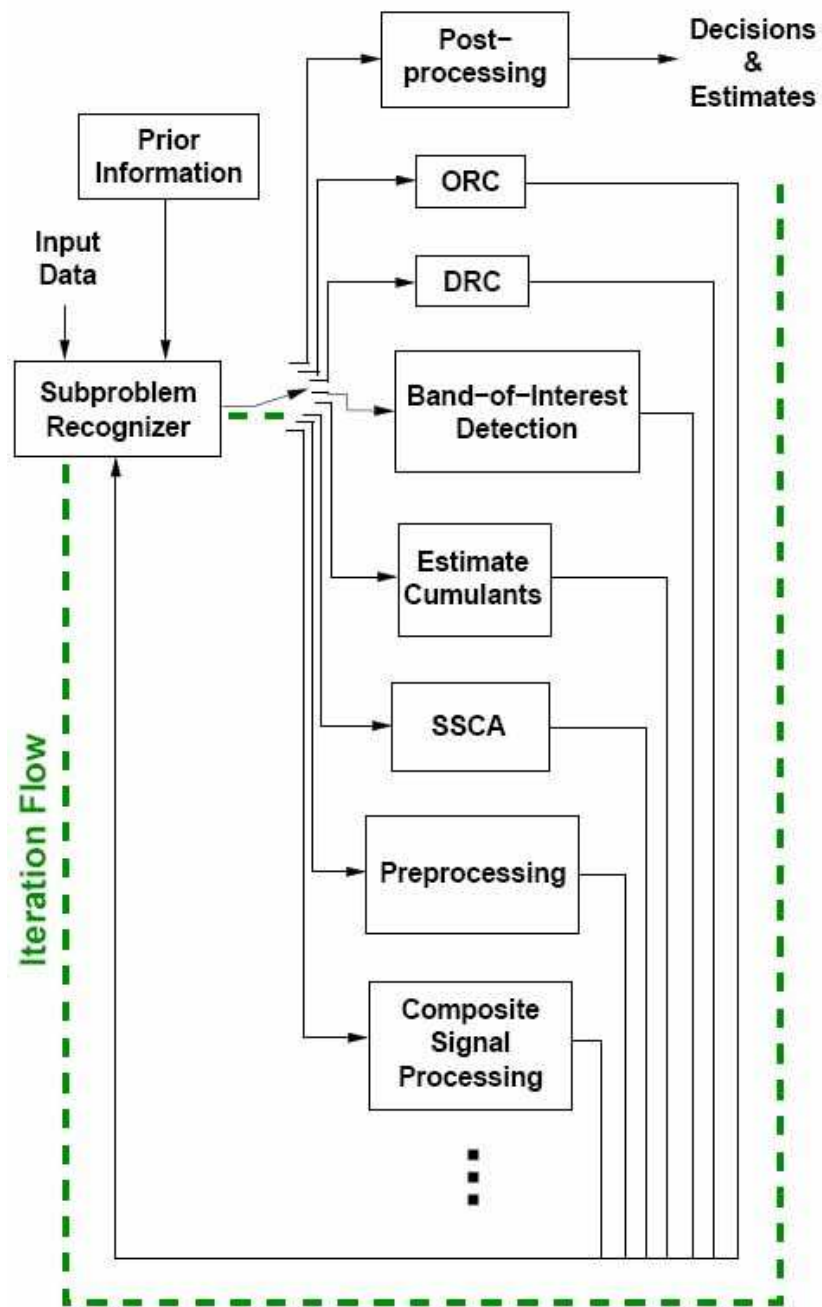 Post-
processing
Decisions
&
Estimates
Prior
Information
ORC
Input
Data
DRC
Subproblem
Recognizer
Band-of-Interest
Detection
Estimate
Cumulants
SSCA
Iteration Flow
Preprocessing
Composite
Signal
Processing